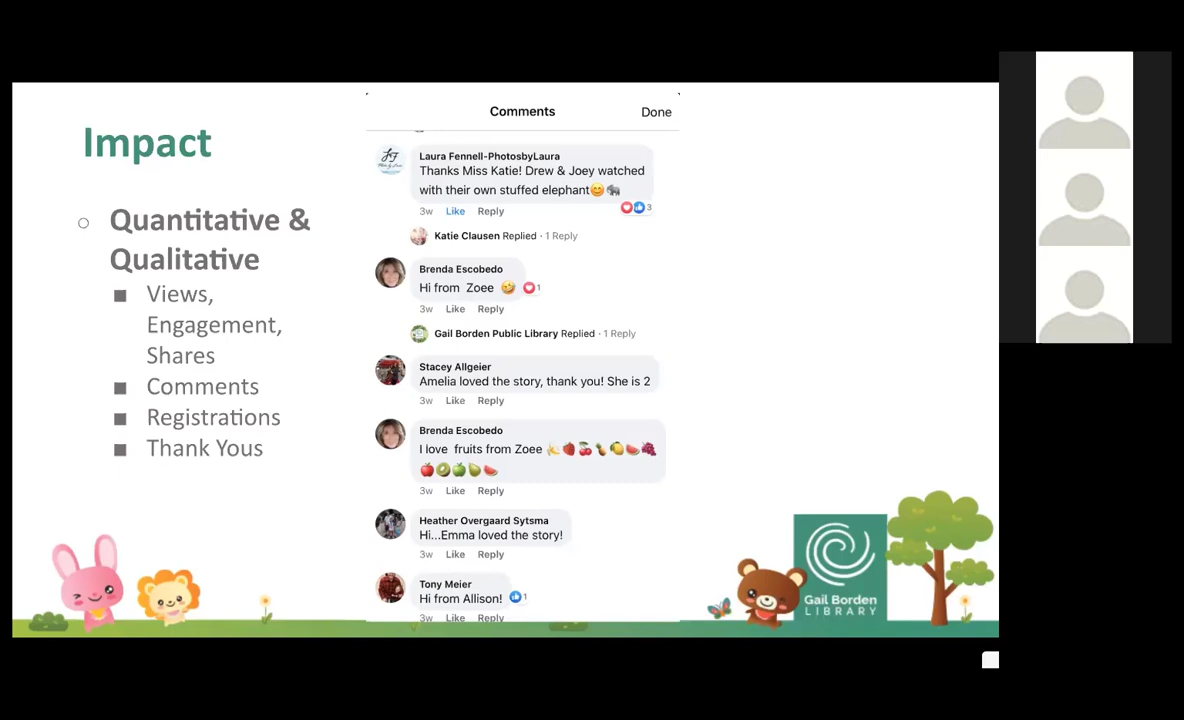 Impact
Quantitative &
Qualitative
Views,
Engagement,
Shares
Comments
Registrations
Thank Yous
Comments
Done
Laura Fennell-PhotosbyLaura
Thanks Miss Katie! Drew & Joey watched
with their own stuffed elephant😊🐘
3w Like Reply 3
Katie Clausen Replied · 1 Reply
Brenda Escobedo
Hi from Zoee 🤣 1
3w Like Reply
Gail Borden Public Library Replied · 1 Reply
Stacey Allgeier
Amelia loved the story, thank you! She is 2
3w Like Reply
Brenda Escobedo
I love fruits from Zoee 🍌🍓🍒🍍🍋🍉🍇
🍎🥝🍏🍐🍉
3w Like Reply
Heather Overgaard Sytsma
Hi...Emma loved the story!
3w Like Reply
Tony Meier
Hi from Allison! 1
3w Like Reply
Gail Borden
LIBRARY